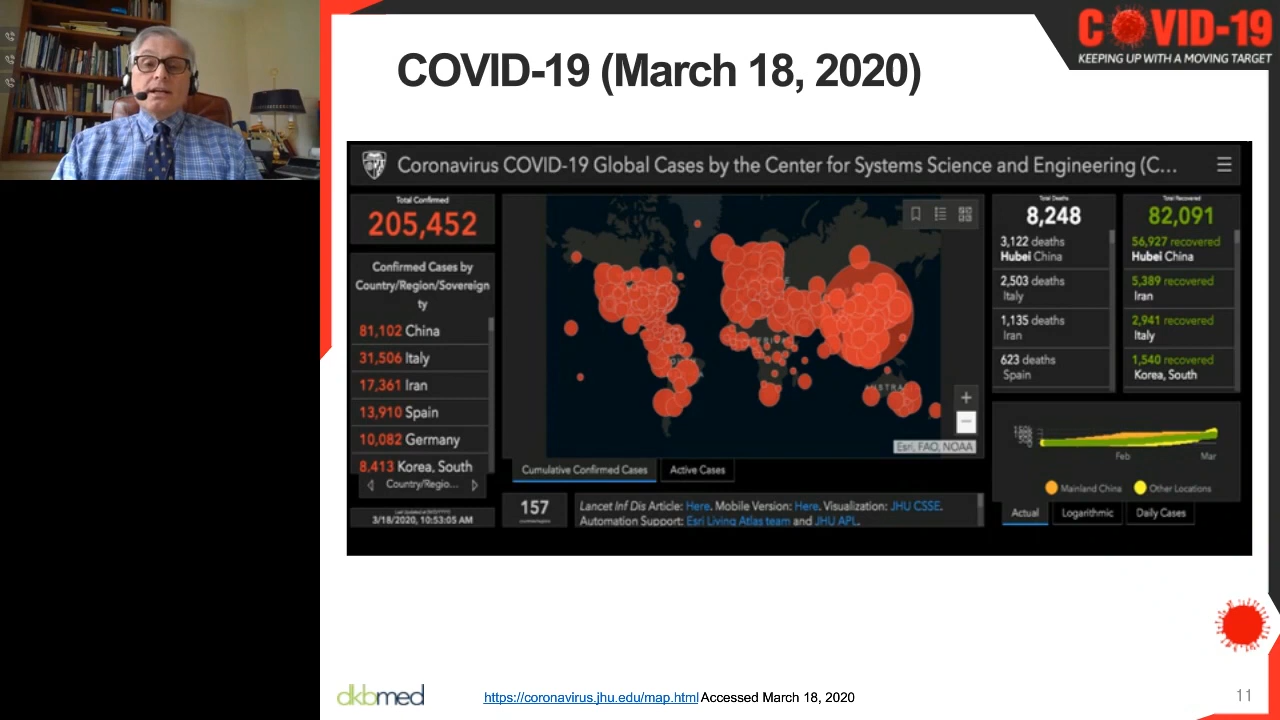 COVID-19
KEEPING UP WITH A MOVING TARGET
COVID-19 (March 18, 2020)
Coronavirus COVID-19 Global Cases by the Center for Systems Science and Engineering (C...
Total Confirmed
205,452
Confirmed Cases by
Country/Region/Sovereign
ty
81,102 China
31,506 Italy
17,361 Iran
13,910 Spain
10,082 Germany
8,413 Korea, South
Country/Regio...
3/18/2020, 10:53:05 AM
Esri, FAO, NOAA
Cumulative Confirmed Cases
Active Cases
157
Lancet Inf Dis Article: Here. Mobile Version: Here. Visualization: JHU CSSE.
Automation Support: Esri Living Atlas team and JHU APL.
Total Deaths
8,248
3,122 deaths
Hubei China
2,503 deaths
Italy
1,135 deaths
Iran
623 deaths
Spain
Total Recovered
82,091
56,927 recovered
Hubei China
5,389 recovered
Iran
2,941 recovered
Italy
1,540 recovered
Korea, South
Feb
Mar
Mainland China
Other Locations
Actual
Logarithmic
Daily Cases
dkbmed
https://coronavirus.jhu.edu/map.html Accessed March 18, 2020
11